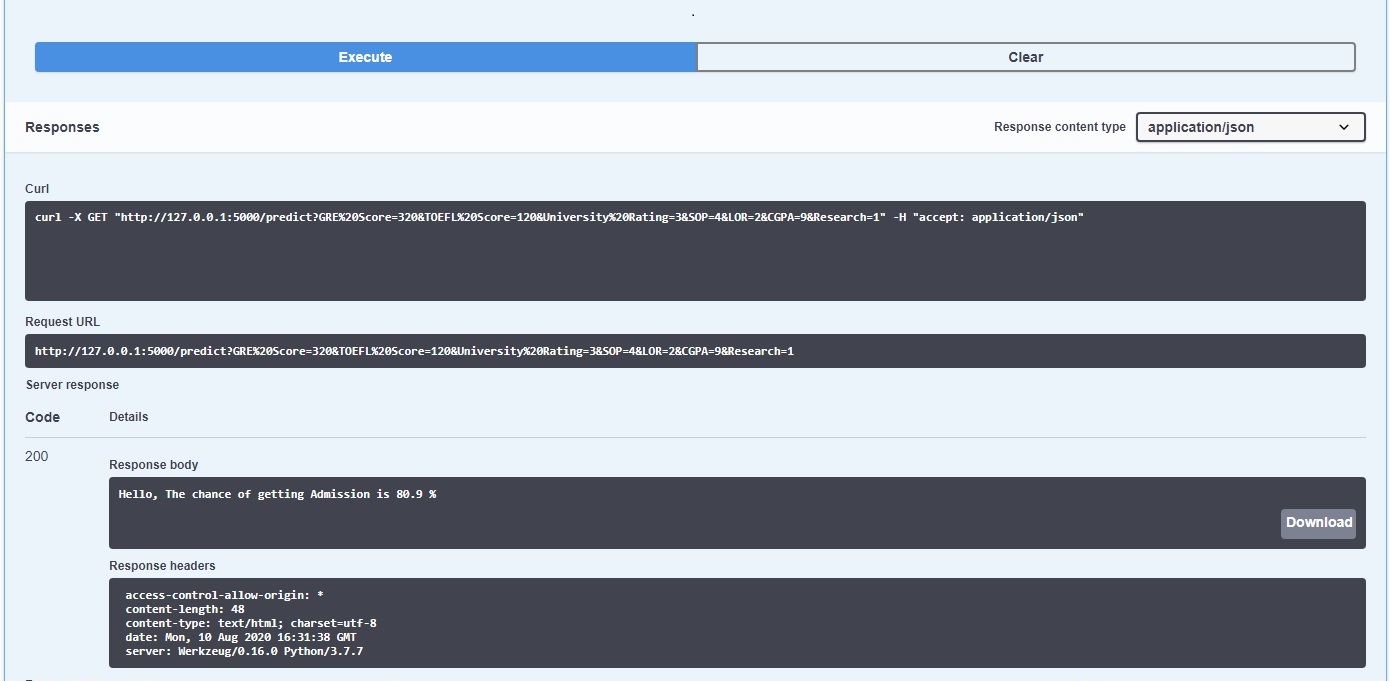 Execute
Clear
Responses
Response content type
application/json
Curl
curl -X GET "http://127.0.0.1:5000/predict?GRE%20Score=320&TOEFL%20Score=120&University%20Rating=3&SOP=4&LOR=2&CGPA=9&Research=1" -H "accept: application/json"
Request URL
http://127.0.0.1:5000/predict?GRE%20Score=320&TOEFL%20Score=120&University%20Rating=3&SOP=4&LOR=2&CGPA=9&Research=1
Server response
Code
Details
200
Response body
Hello, The chance of getting Admission is 80.9 %
Download
Response headers
access-control-allow-origin: *
content-length: 48
content-type: text/html; charset=utf-8
date: Mon, 10 Aug 2020 16:31:38 GMT
server: Werkzeug/0.16.0 Python/3.7.7